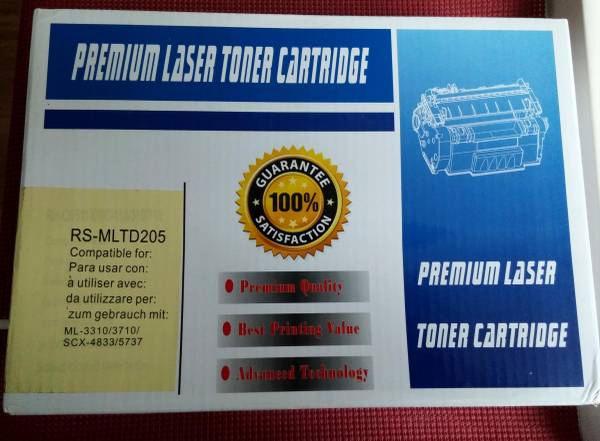 PREMIUM LASER TONER CARTRIDGE
GUARANTEE
100%
SATISFACTION
RS-MLTD205
Compatible for:
Para usar con:
à utiliser avec:
da utilizzare per:
zum gebrauch mit:
ML-3310/3710/
SCX-4833/5737
Premium Quality
Best Printing Value
Advanced Technology
PREMIUM LASER
TONER CARTRIDGE